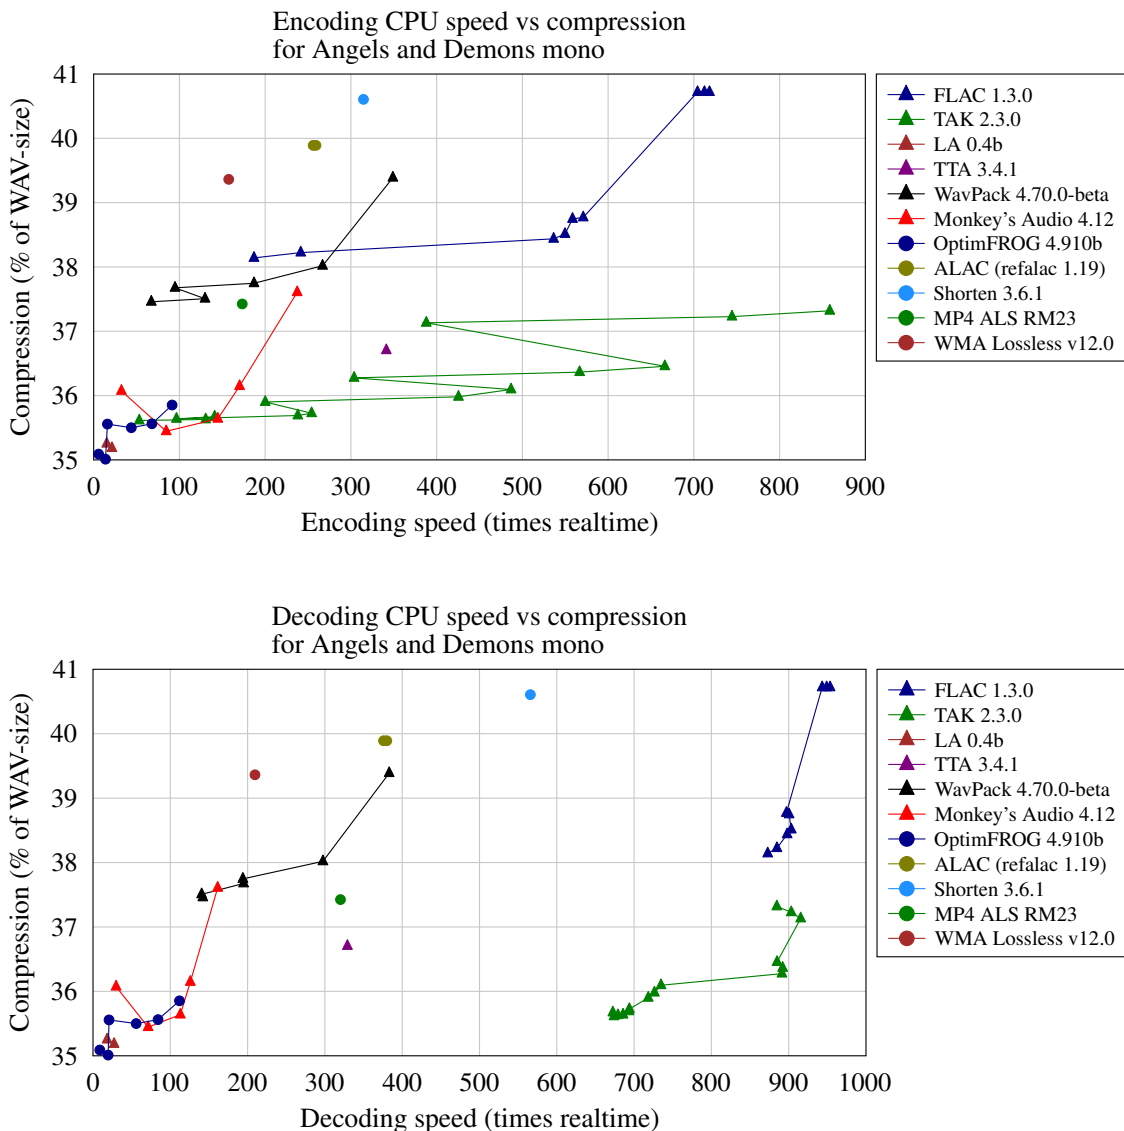 Encoding CPU speed vs compression
for Angels and Demons mono
Compression (% of WAV-size)
41
40
39
38
37
36
35
0 100 200 300 400 500 600 700 800 900
Encoding speed (times realtime)
FLAC 1.3.0
TAK 2.3.0
LA 0.4b
TTA 3.4.1
WavPack 4.70.0-beta
Monkey's Audio 4.12
OptimFROG 4.910b
ALAC (refalac 1.19)
Shorten 3.6.1
MP4 ALS RM23
WMA Lossless v12.0
Decoding CPU speed vs compression
for Angels and Demons mono
Compression (% of WAV-size)
41
40
39
38
37
36
35
0 100 200 300 400 500 600 700 800 900 1000
Decoding speed (times realtime)
FLAC 1.3.0
TAK 2.3.0
LA 0.4b
TTA 3.4.1
WavPack 4.70.0-beta
Monkey's Audio 4.12
OptimFROG 4.910b
ALAC (refalac 1.19)
Shorten 3.6.1
MP4 ALS RM23
WMA Lossless v12.0